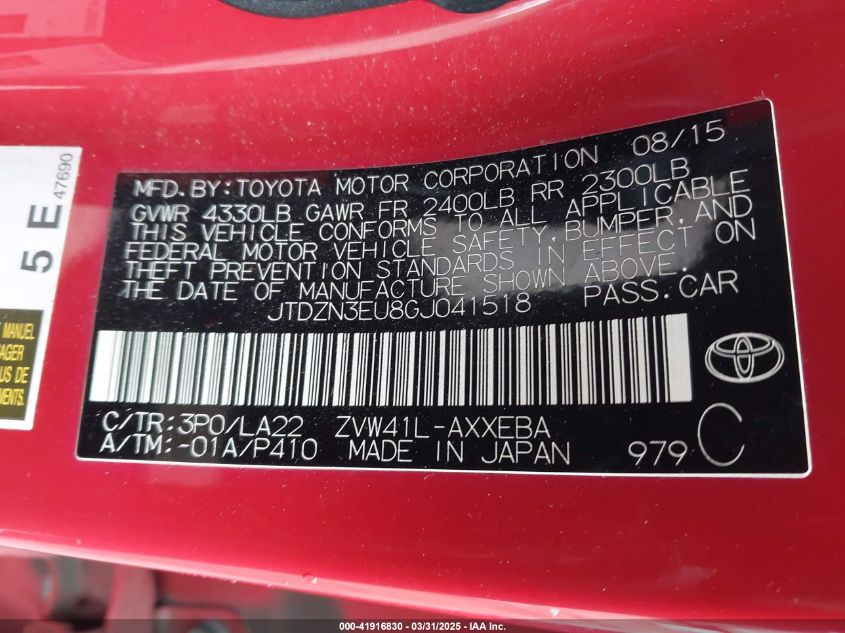 MFD.BY:TOYOTA MOTOR CORPORATION 08/15
GVWR 4330LB GAWR FR 2400LB RR 2300LB
THIS VEHICLE CONFORMS TO ALL APPLICABLE
FEDERAL MOTOR VEHICLE SAFETY,BUMPER,AND
THEFT PREVENTION STANDARDS IN EFFECT ON
THE DATE OF MANUFACTURE SHOWN ABOVE.
JTDZN3EU8GJ041518 PASS.CAR
C/TR:3P0/LA22 ZVW41L-AXXEBA
A/TM:-01A/P410 MADE IN JAPAN 979 C
5 E 47690
MANUEL
US DE
000-41916830 - 03/31/2025 - IAA Inc.